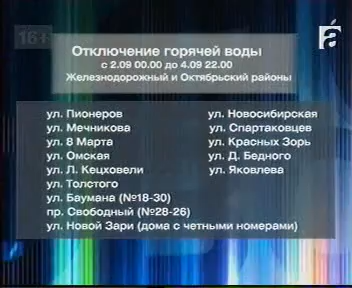 16+
á
Отключение горячей воды
с 2.09 00.00 до 4.09 22.00
Железнодорожный и Октябрьский районы
ул. Пионеров
ул. Мечникова
ул. 8 Марта
ул. Омская
ул. Л. Кецховели
ул. Толстого
ул. Баумана (№18-30)
пр. Свободный (№28-26)
ул. Новой Зари (дома с четными номерами)
ул. Новосибирская
ул. Спартаковцев
ул. Красных Зорь
ул. Д. Бедного
ул. Яковлева